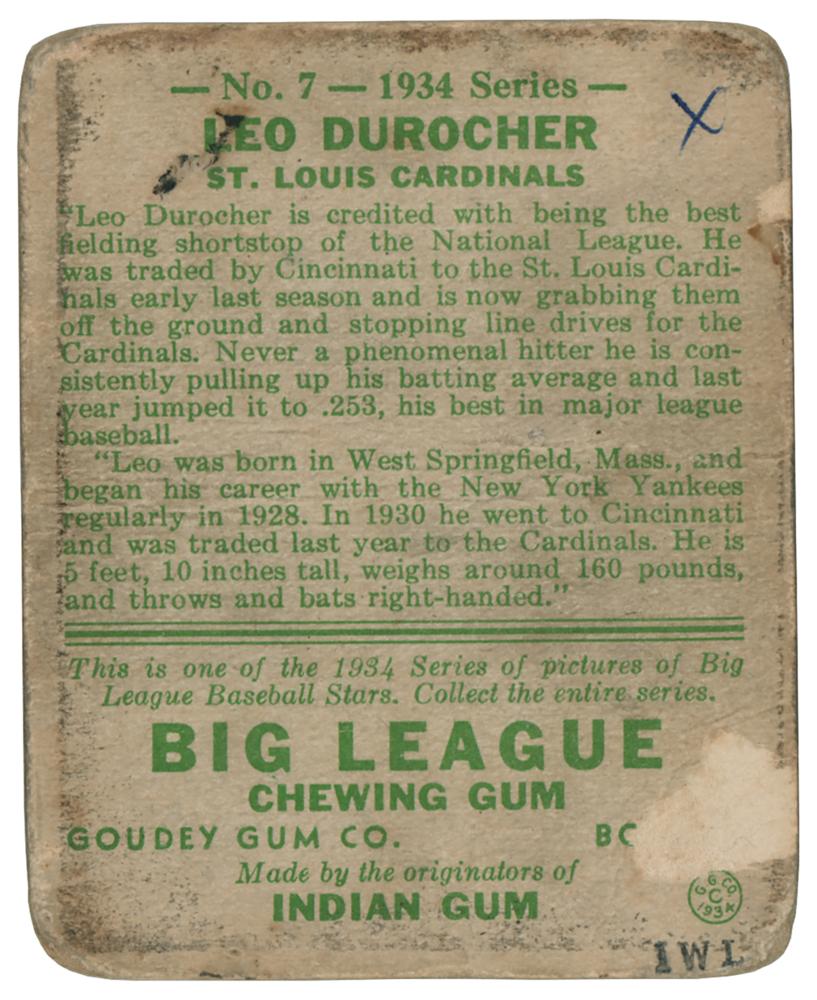 — No. 7 — 1934 Series —
X
LEO DUROCHER
ST. LOUIS CARDINALS
"Leo Durocher is credited with being the best
fielding shortstop of the National League. He
was traded by Cincinnati to the St. Louis Cardi-
nals early last season and is now grabbing them
off the ground and stopping line drives for the
Cardinals. Never a phenomenal hitter he is con-
sistently pulling up his batting average and last
year jumped it to .253, his best in major league
baseball.
"Leo was born in West Springfield, Mass., and
began his career with the New York Yankees
regularly in 1928. In 1930 he went to Cincinnati
and was traded last year to the Cardinals. He is
5 feet, 10 inches tall, weighs around 160 pounds,
and throws and bats right-handed."
This is one of the 1934 Series of pictures of Big
League Baseball Stars. Collect the entire series.
BIG LEAGUE
CHEWING GUM
GOUDEY GUM CO.
Made by the originators of
INDIAN GUM
G.G.CO.
C
1934
IWL